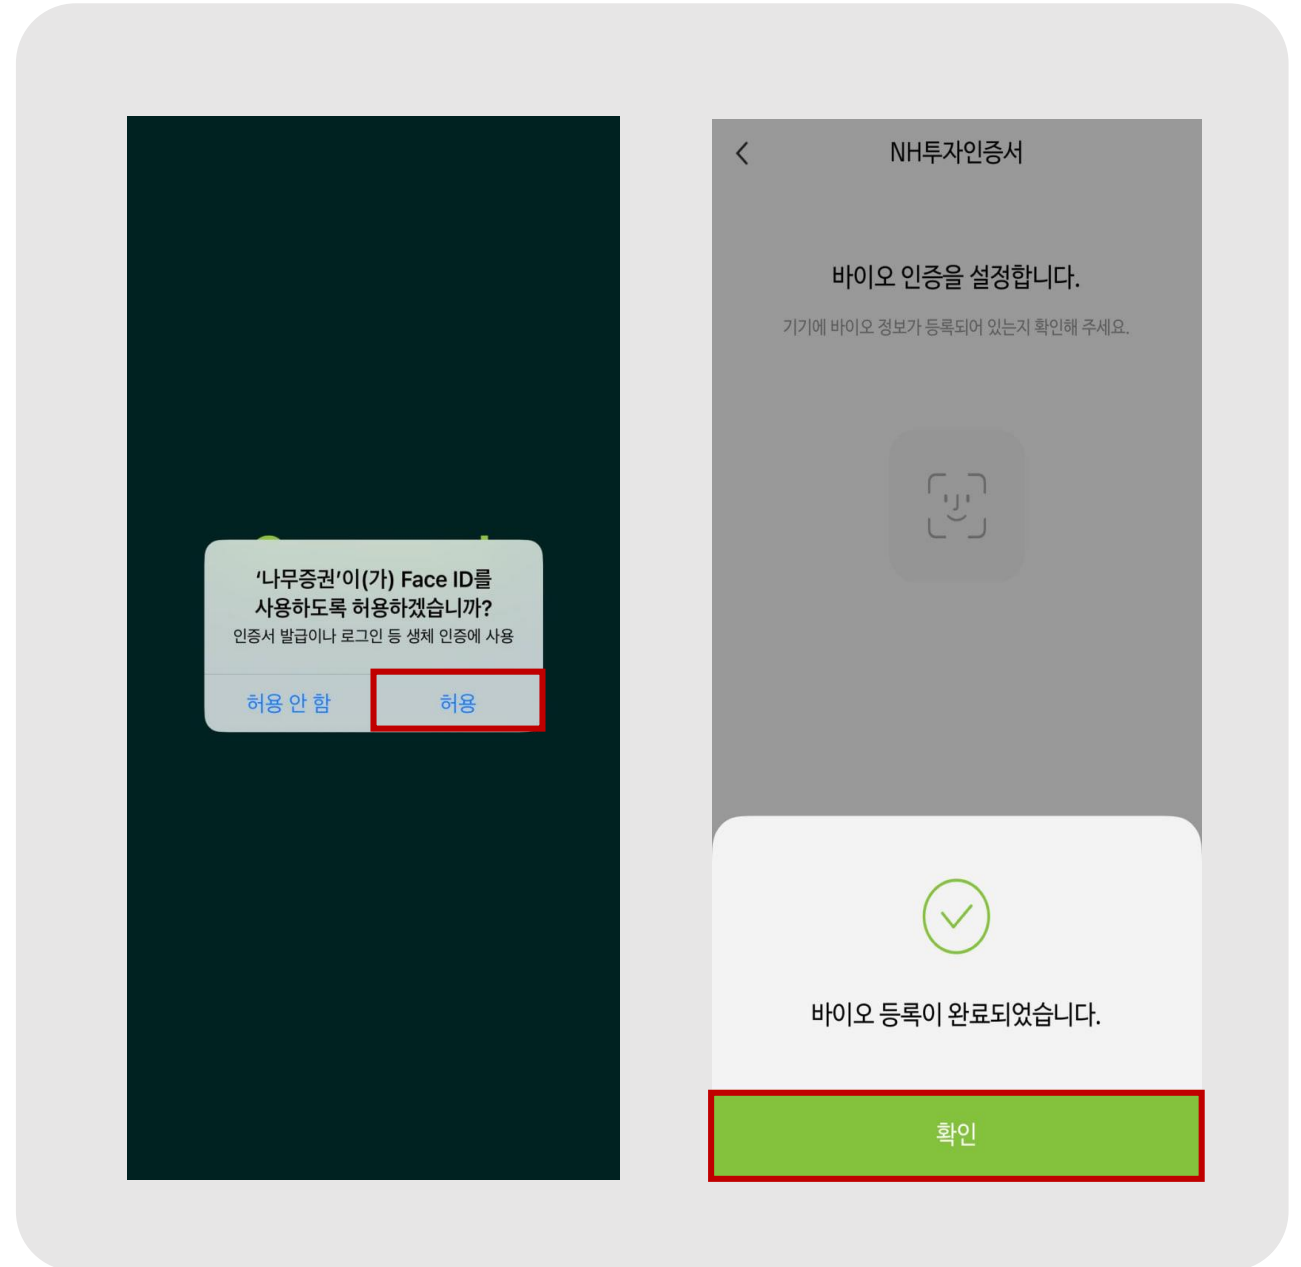 '나무증권'이(가) Face ID를
사용하도록 허용하겠습니까?
인증서 발급이나 로그인 등 생체 인증에 사용
허용 안 함
허용
NH투자인증서
바이오 인증을 설정합니다.
기기에 바이오 정보가 등록되어 있는지 확인해 주세요.
바이오 등록이 완료되었습니다.
확인